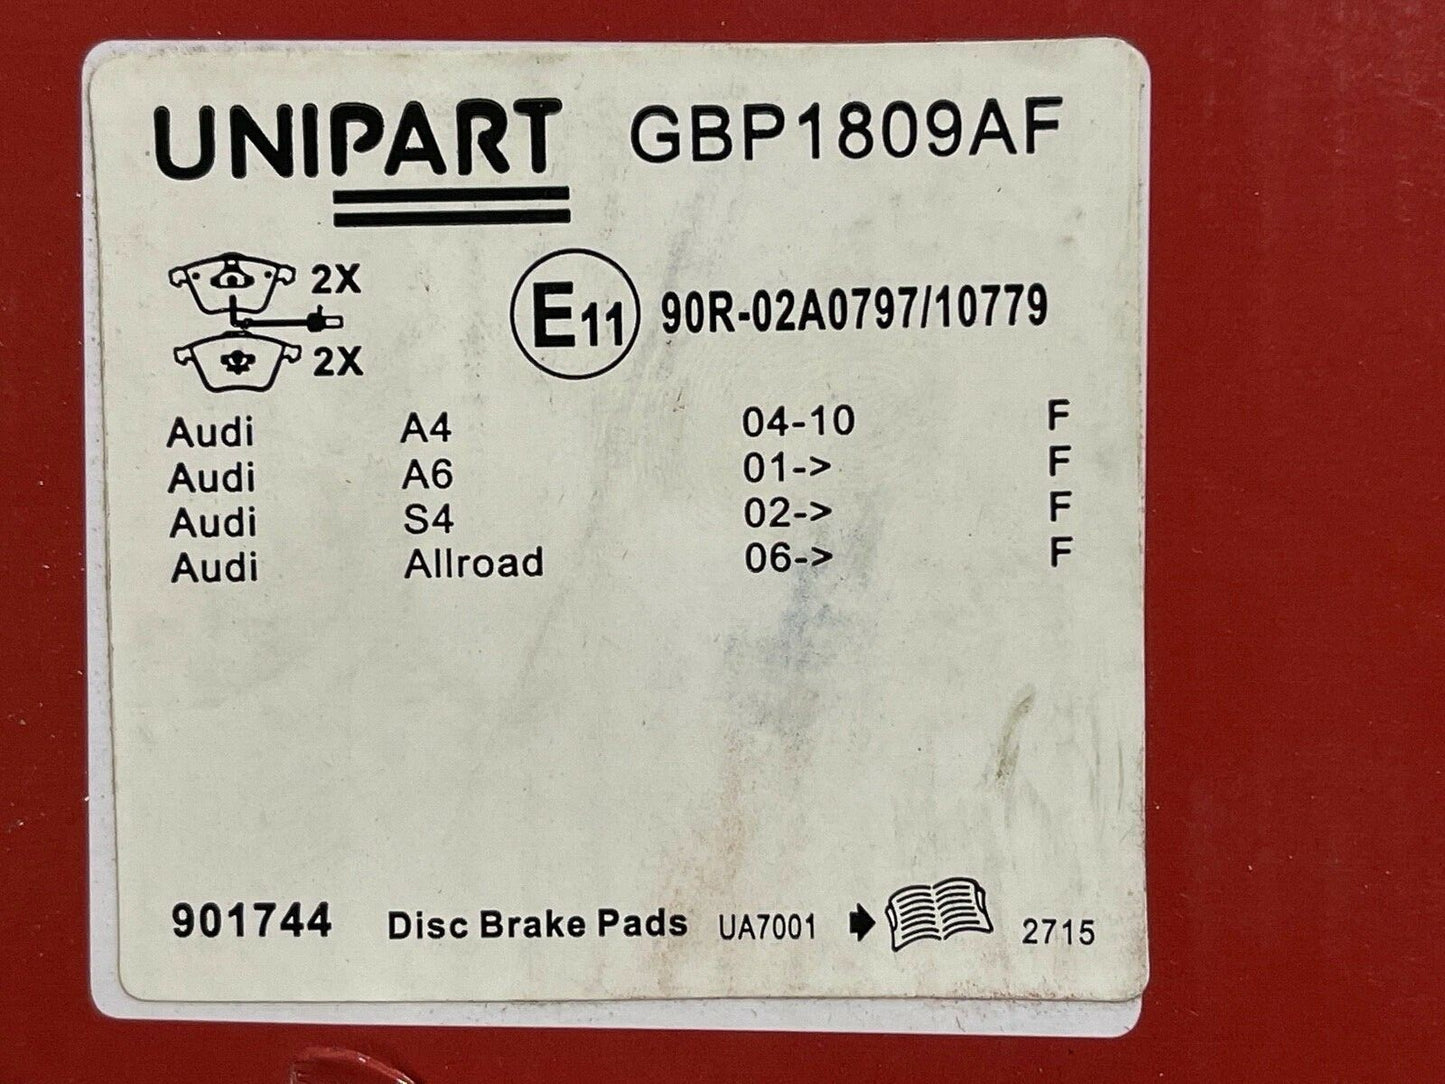 UNIPART GBP1809AF
2X
E11 90R-02A0797/10779
2X
Audi A4 04-10 F
Audi A6 01-> F
Audi S4 02-> F
Audi Allroad 06-> F
901744 Disc Brake Pads UA7001 2715